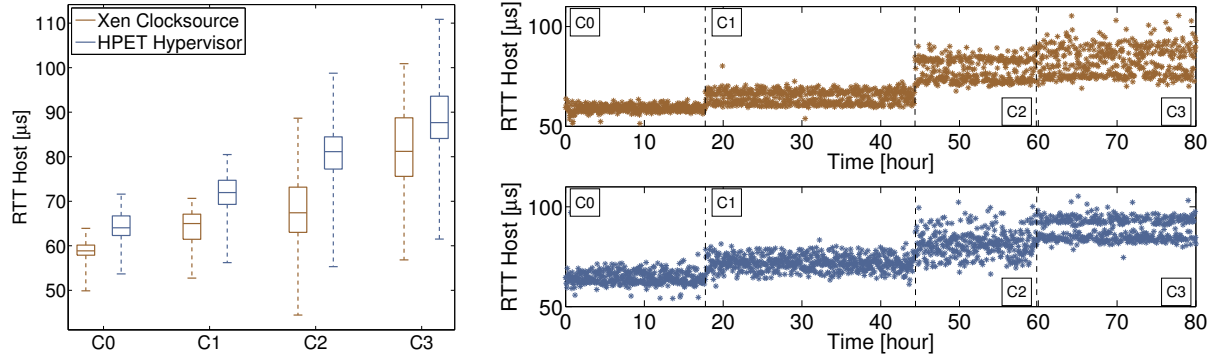 Xen Clocksource
HPET Hypervisor
RTT Host [µs]
110
100
90
80
70
60
50
C0 C1 C2 C3
RTT Host [µs]
100
50
C0 C1 C2 C3
0 10 20 30 40 50 60 70 80
Time [hour]
RTT Host [µs]
100
50
C0 C1 C2 C3
0 10 20 30 40 50 60 70 80
Time [hour]